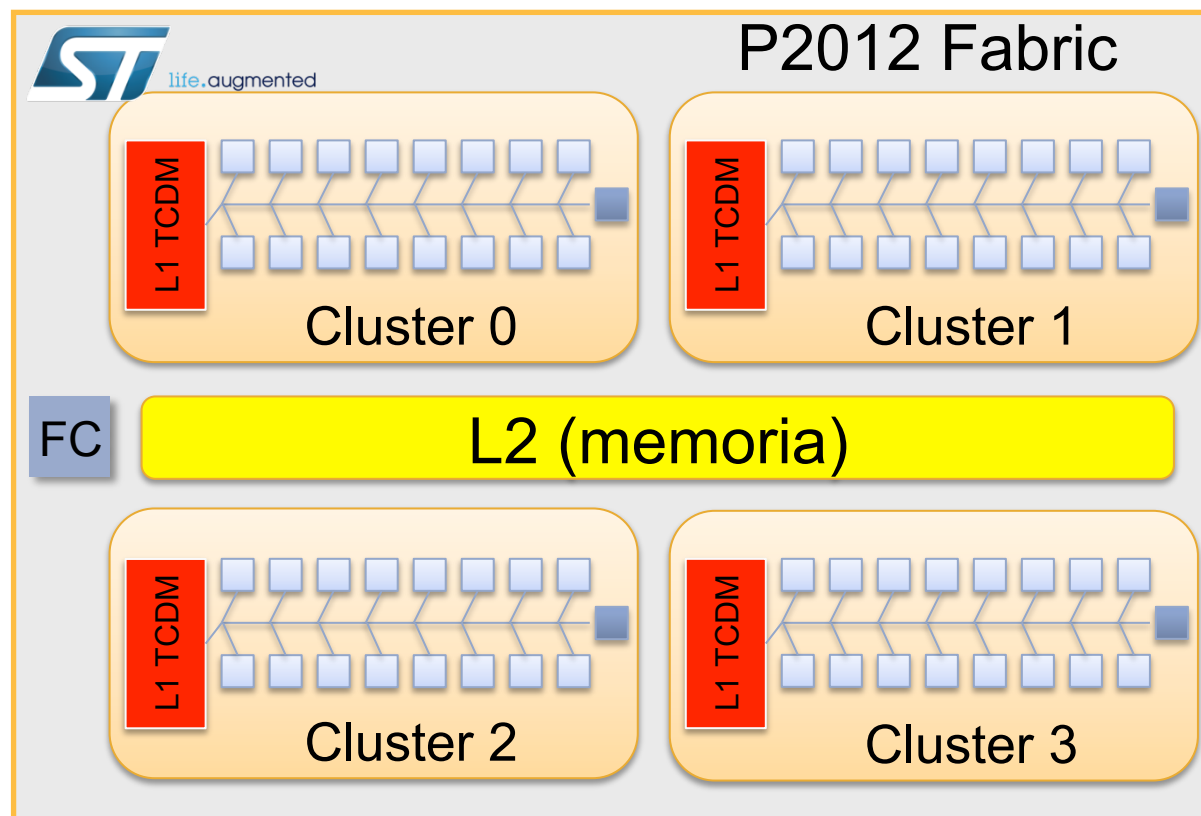 ST
life.augmented
P2012 Fabric
L1 TCDM
Cluster 0
L1 TCDM
Cluster 1
FC
L2 (memoria)
L1 TCDM
Cluster 2
L1 TCDM
Cluster 3